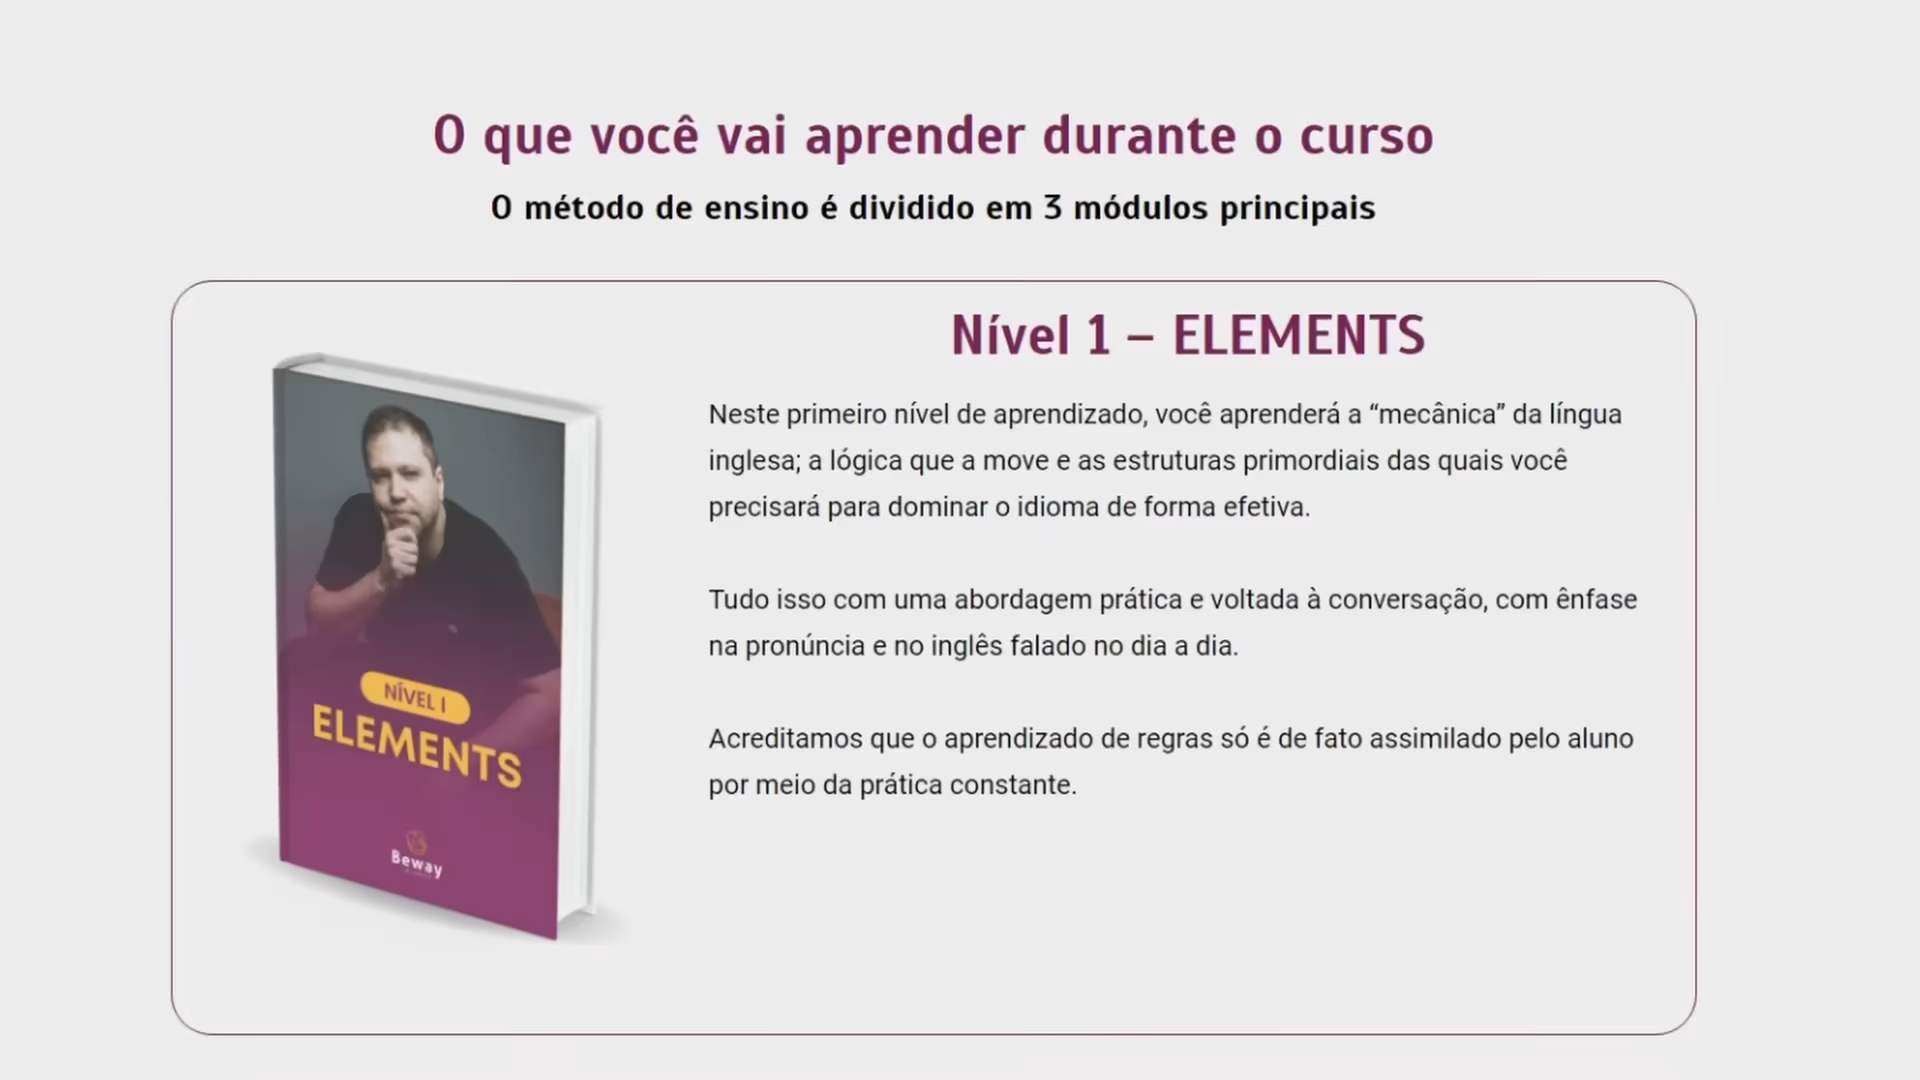 O que você vai aprender durante o curso
O método de ensino é dividido em 3 módulos principais
Nível 1 – ELEMENTS
Neste primeiro nível de aprendizado, você aprenderá a “mecânica” da língua
inglesa; a lógica que a move e as estruturas primordiais das quais você
precisará para dominar o idioma de forma efetiva.
Tudo isso com uma abordagem prática e voltada à conversação, com ênfase
na pronúncia e no inglês falado no dia a dia.
Acreditamos que o aprendizado de regras só é de fato assimilado pelo aluno
por meio da prática constante.
NÍVEL I
ELEMENTS
Beway